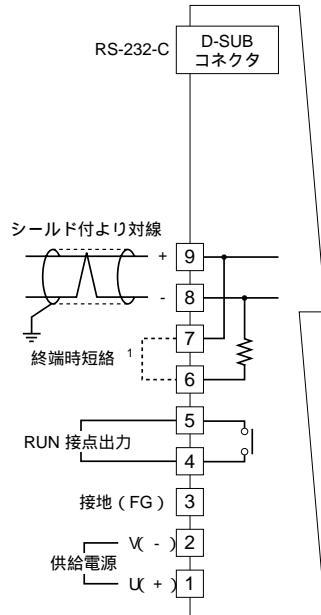 RS-232-C
D-SUB
コネクタ
シールド付より対線
+
9
-
8
7
終端時短絡 1
6
5
RUN 接点出力
4
接地 ( FG )
3
V( - )
2
供給電源
U( + )
1